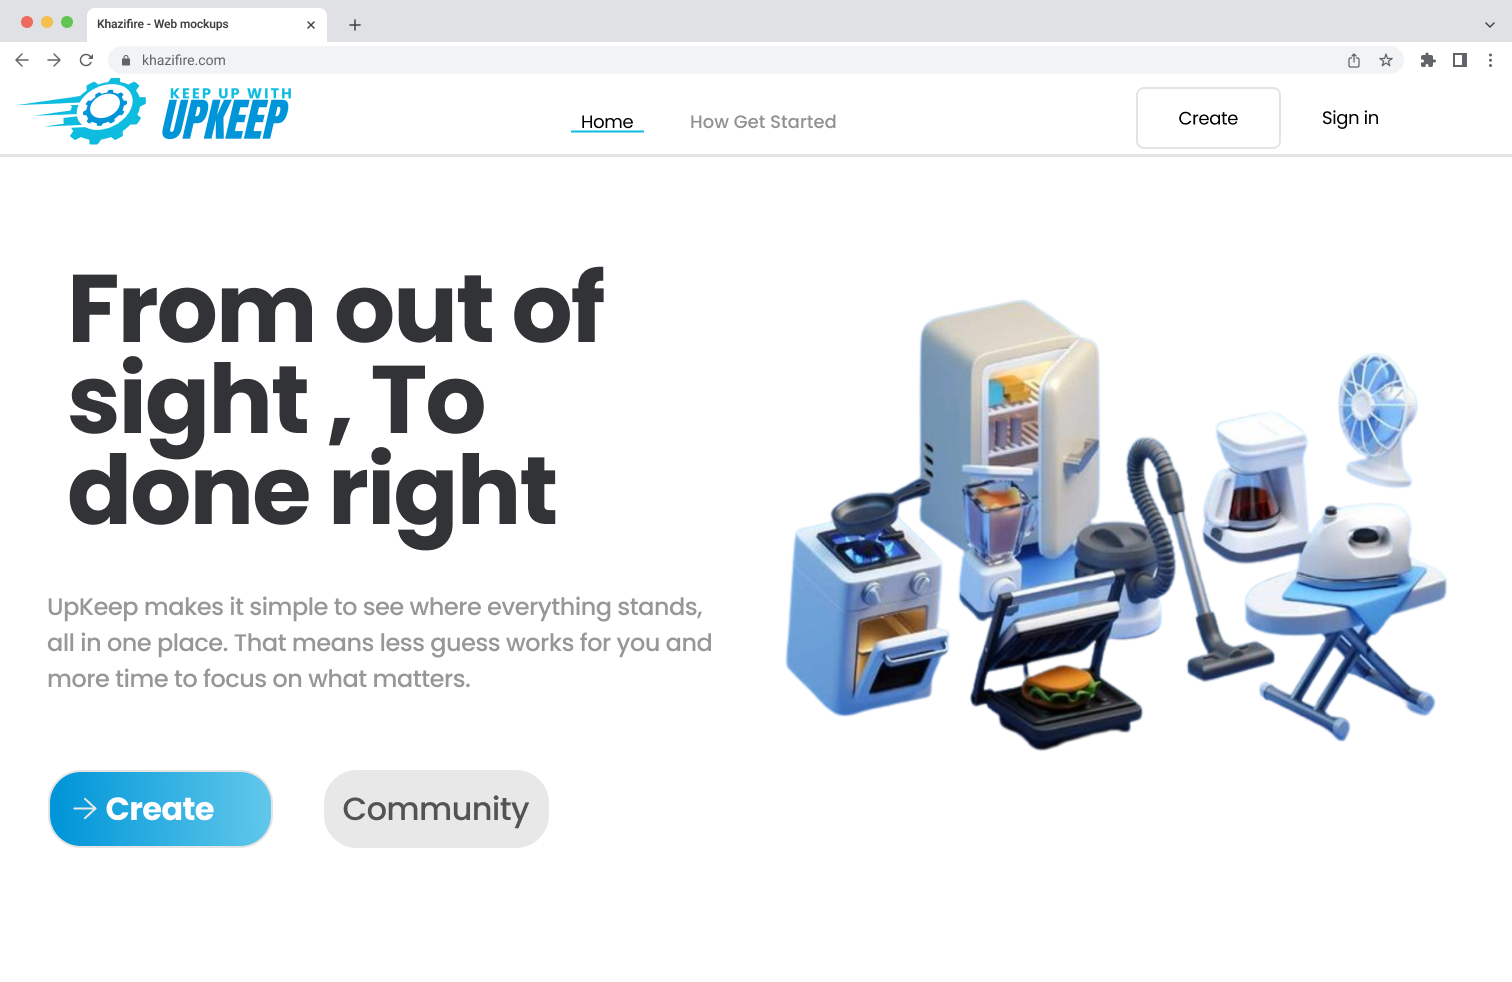 Khazifire - Web mockups
khazifire.com
KEEP UP WITH
UPKEEP
Home
How Get Started
Create
Sign in
From out of
sight , To
done right
UpKeep makes it simple to see where everything stands,
all in one place. That means less guess works for you and
more time to focus on what matters.
Create
Community